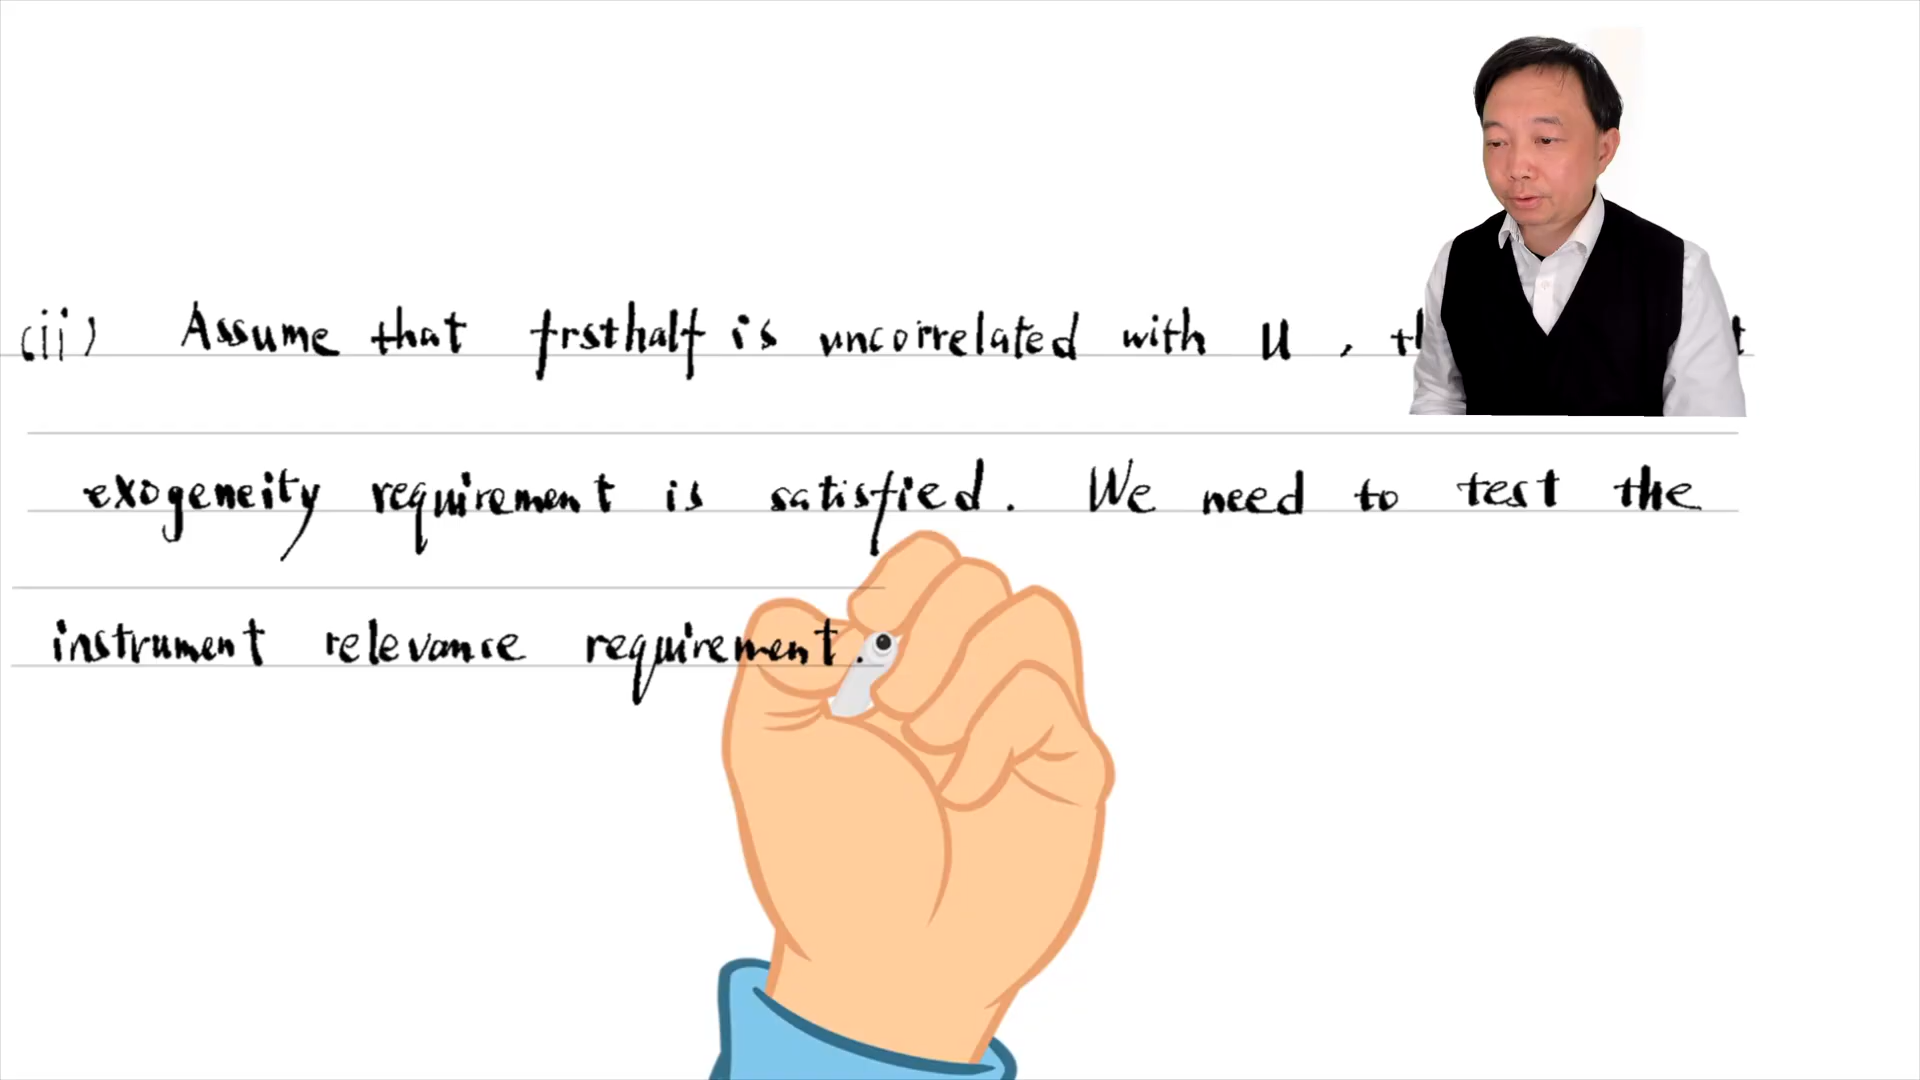 (ii) Assume that frsthalf is uncorrelated with u,
exogeneity requirement is satisfied. We need to test the
instrument relevance requirement.